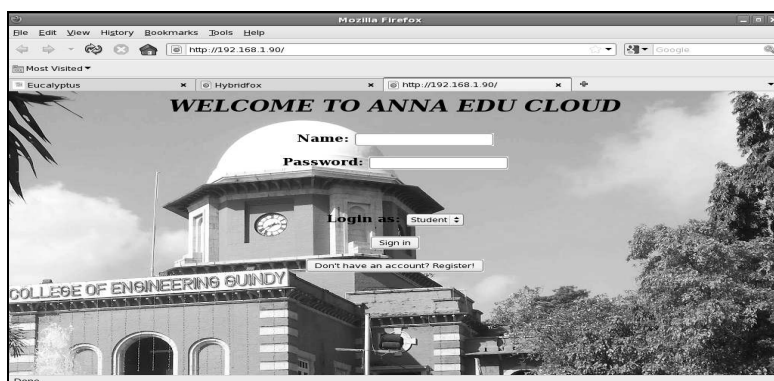 Mozilla Firefox
File Edit View History Bookmarks Tools Help
http://192.168.1.90/
Google
Most Visited
Eucalyptus
Hybridfox
http://192.168.1.90/
WELCOME TO ANNA EDU CLOUD
Name:
Password:
Login as: Student
Sign in
Don't have an account? Register!
COLLEGE OF ENGINEERING GUINDY
Done